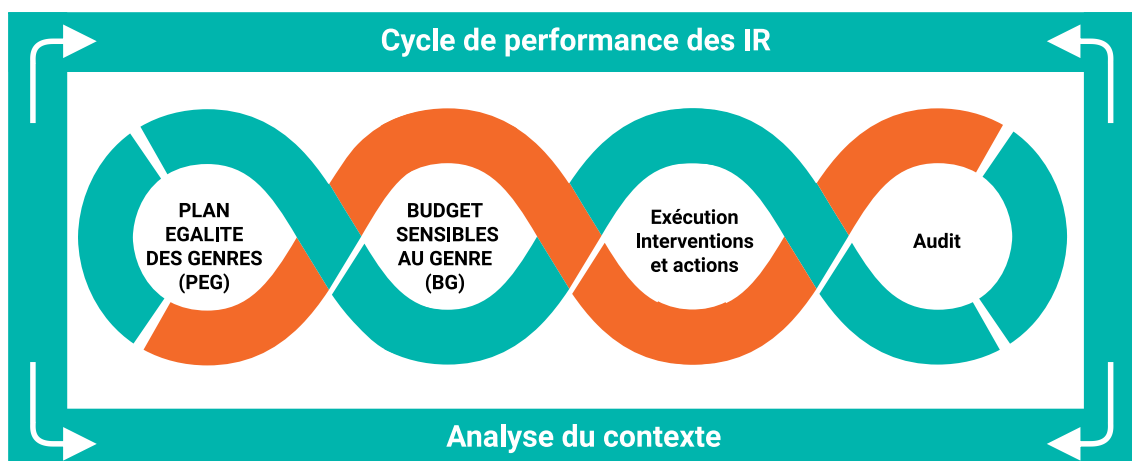 Cycle de performance des IR
PLAN
EGALITE
DES GENRES
(PEG)
BUDGET
SENSIBLES
AU GENRE
(BG)
Exécution
Interventions
et actions
Audit
Analyse du contexte